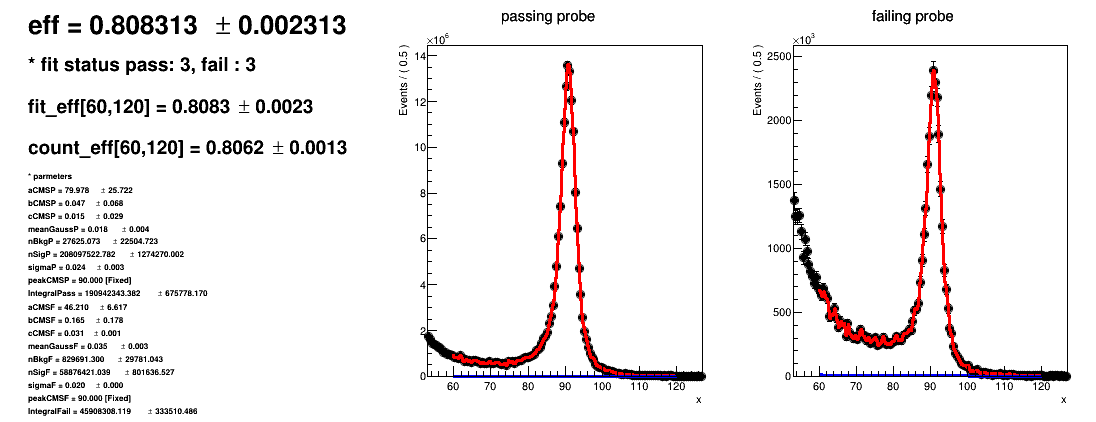 eff = 0.808313 ± 0.002313
* fit status pass: 3, fail : 3
fit_eff[60,120] = 0.8083 ± 0.0023
count_eff[60,120] = 0.8062 ± 0.0013
* parmeters
aCMSP = 79.978 ± 25.722
bCMSP = 0.047 ± 0.068
cCMSP = 0.015 ± 0.029
meanGaussP = 0.018 ± 0.004
nBkgP = 27625.073 ± 22504.723
nSigP = 208097522.782 ± 1274270.002
sigmaP = 0.024 ± 0.003
peakCMSP = 90.000 [Fixed]
IntegralPass = 190942343.382 ± 675778.170
aCMSF = 46.210 ± 6.617
bCMSF = 0.165 ± 0.178
cCMSF = 0.031 ± 0.001
meanGaussF = 0.035 ± 0.003
nBkgF = 829691.300 ± 29781.043
nSigF = 58876421.039 ± 801636.527
sigmaF = 0.020 ± 0.000
peakCMSF = 90.000 [Fixed]
IntegralFail = 45908308.119 ± 333510.486
passing probe
×10⁶
Events / ( 0.5 )
14
12
10
8
6
4
2
0
60 70 80 90 100 110 120
x
failing probe
×10³
Events / ( 0.5 )
2500
2000
1500
1000
500
0
60 70 80 90 100 110 120
x